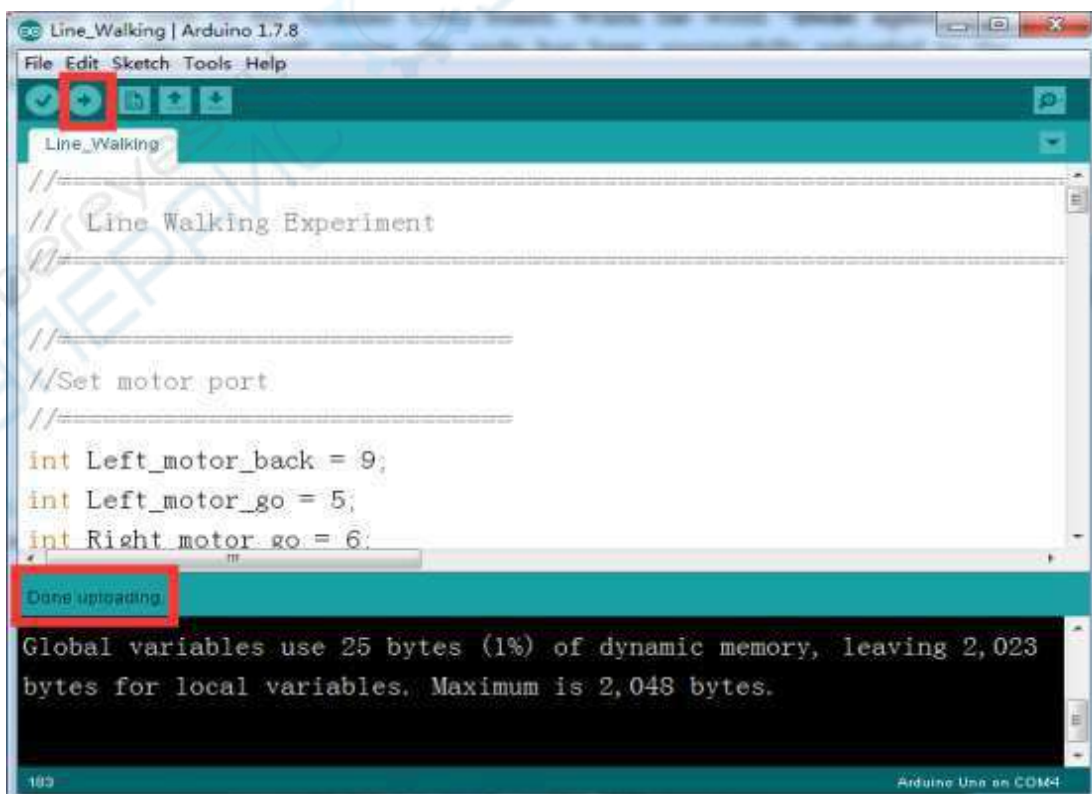 Line_Walking | Arduino 1.7.8
File Edit Sketch Tools Help
Line_Walking
//==============================================================
// Line Walking Experiment
//==============================================================
//==============================
//Set motor port
//==============================
int Left_motor_back = 9;
int Left_motor_go = 5;
int Right_motor_go = 6;
Done uploading.
Global variables use 25 bytes (1%) of dynamic memory, leaving 2,023
bytes for local variables. Maximum is 2,048 bytes.
183
Arduino Uno on COM4